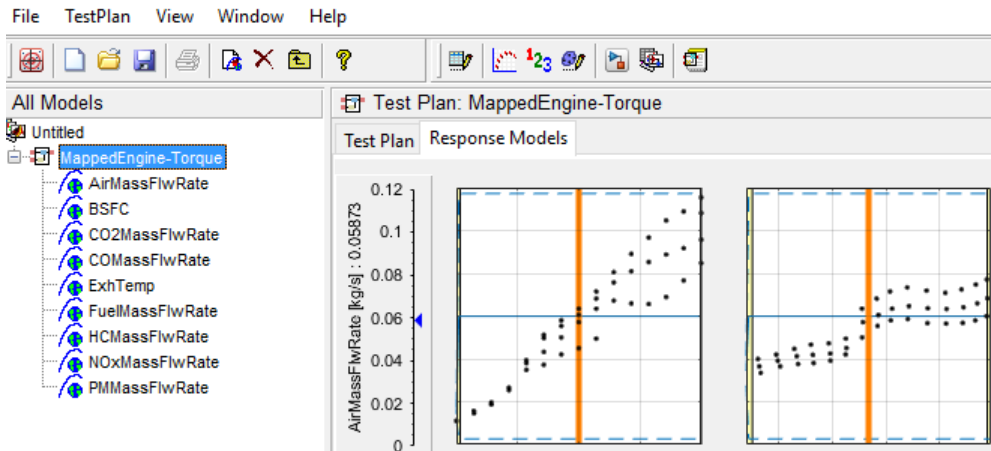 File TestPlan View Window Help
123
All Models
Untitled
MappedEngine-Torque
AirMassFlwRate
BSFC
CO2MassFlwRate
COMassFlwRate
ExhTemp
FuelMassFlwRate
HCMassFlwRate
NOxMassFlwRate
PMMassFlwRate
Test Plan: MappedEngine-Torque
Test Plan Response Models
AirMassFlwRate [kg/s] : 0.05873
0.12
0.1
0.08
0.06
0.04
0.02
0